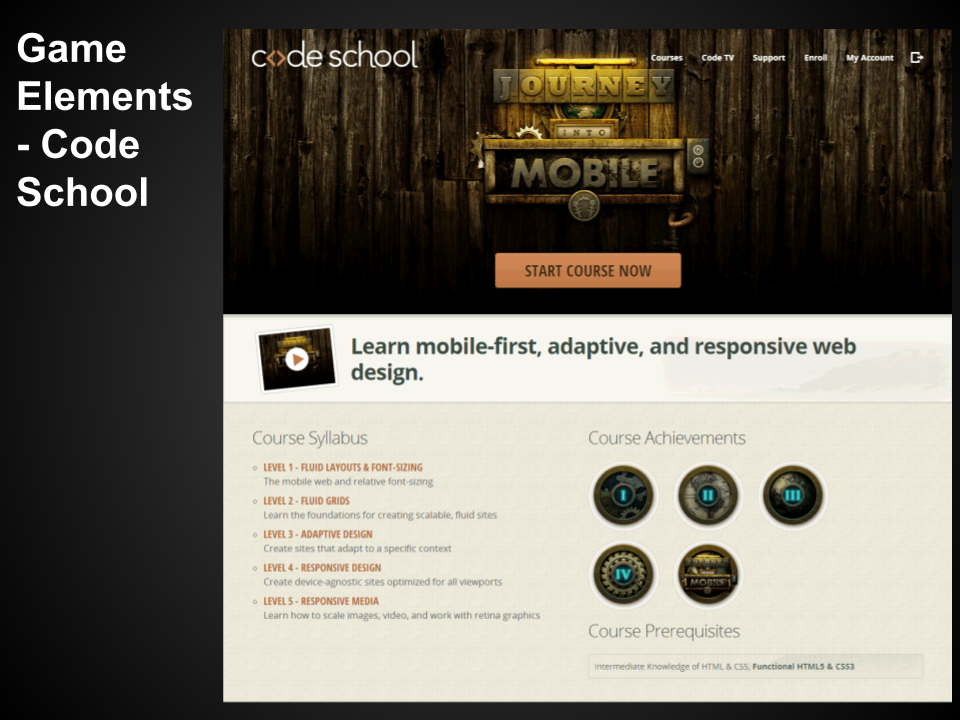 Game
Elements
- Code
School
code school
Courses Code TV Support Enroll My Account
JOURNEY
INTO
MOBILE
START COURSE NOW
Learn mobile-first, adaptive, and responsive web
design.
Course Syllabus
LEVEL 1 - FLUID LAYOUTS & FONT-SIZING
The mobile web and relative font-sizing
LEVEL 2 - FLUID GRIDS
Learn the foundations for creating scalable, fluid sites
LEVEL 3 - ADAPTIVE DESIGN
Create sites that adapt to a specific context
LEVEL 4 - RESPONSIVE DESIGN
Create device-agnostic sites optimized for all viewports
LEVEL 5 - RESPONSIVE MEDIA
Learn how to scale images, video, and work with retina graphics
Course Achievements
I II III
IV MOBILE
Course Prerequisites
Intermediate Knowledge of HTML & CSS, Functional HTML5 & CSS3